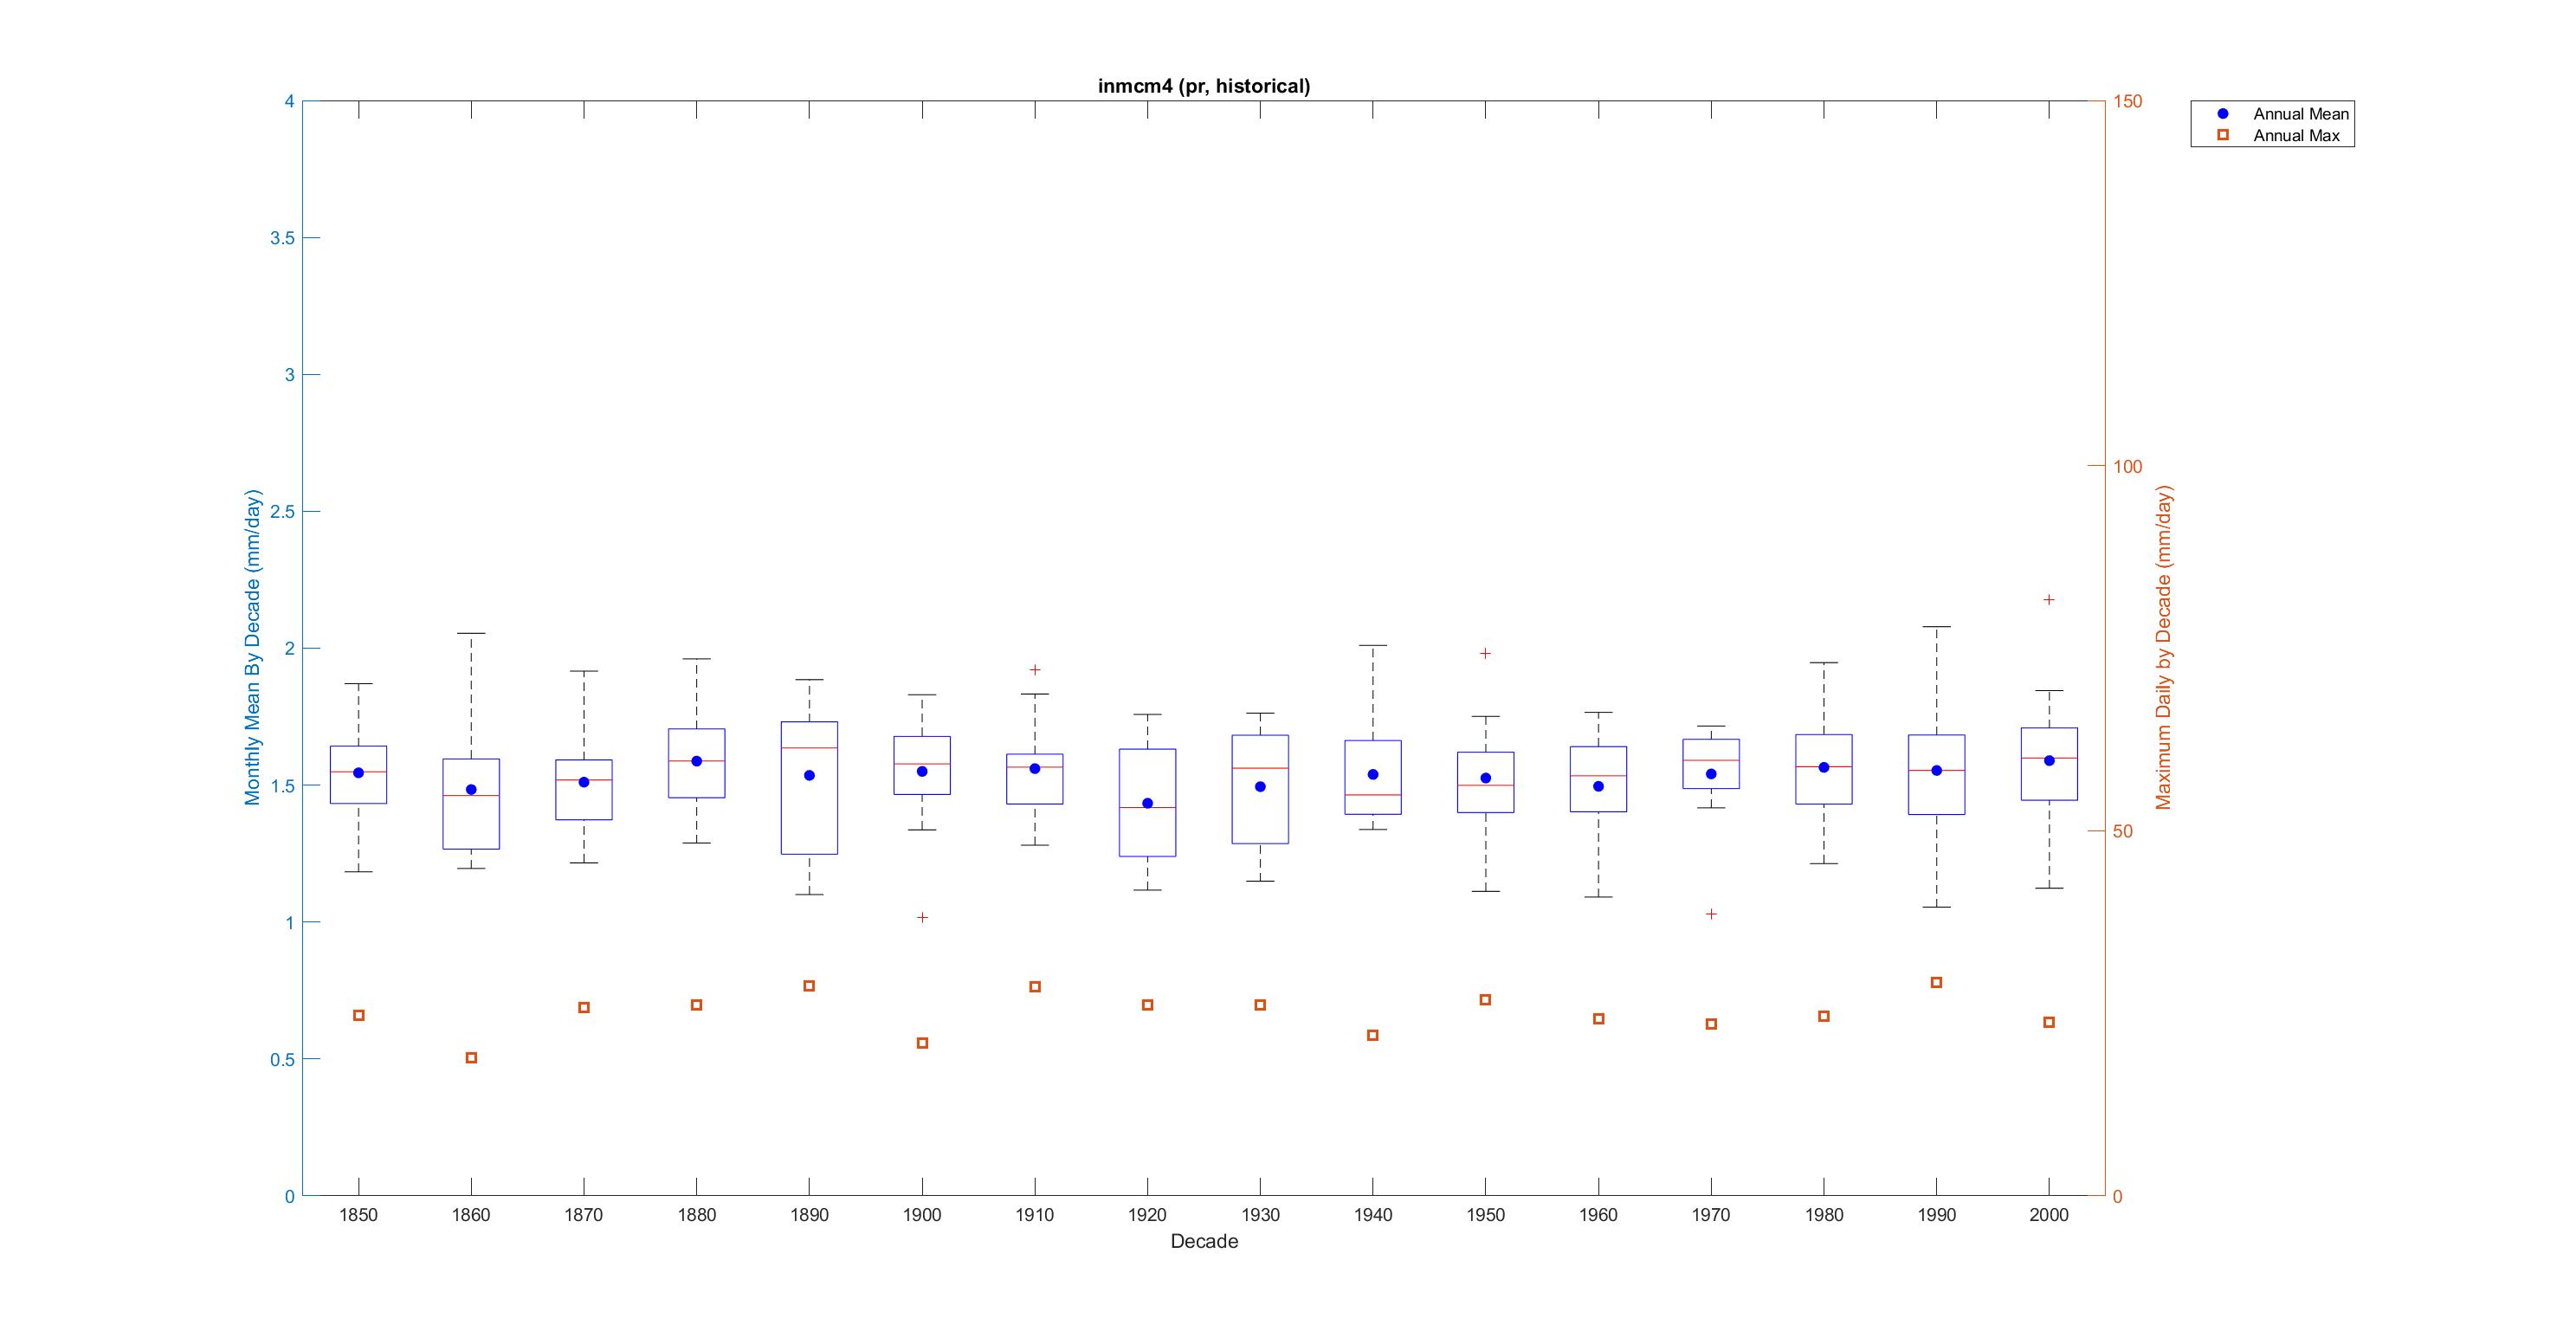 inmcm4 (pr, historical)
Annual Mean
Annual Max
Monthly Mean By Decade (mm/day)
4
3.5
3
2.5
2
1.5
1
0.5
0
150
100
50
0
Maximum Daily by Decade (mm/day)
1850 1860 1870 1880 1890 1900 1910 1920 1930 1940 1950 1960 1970 1980 1990 2000
Decade